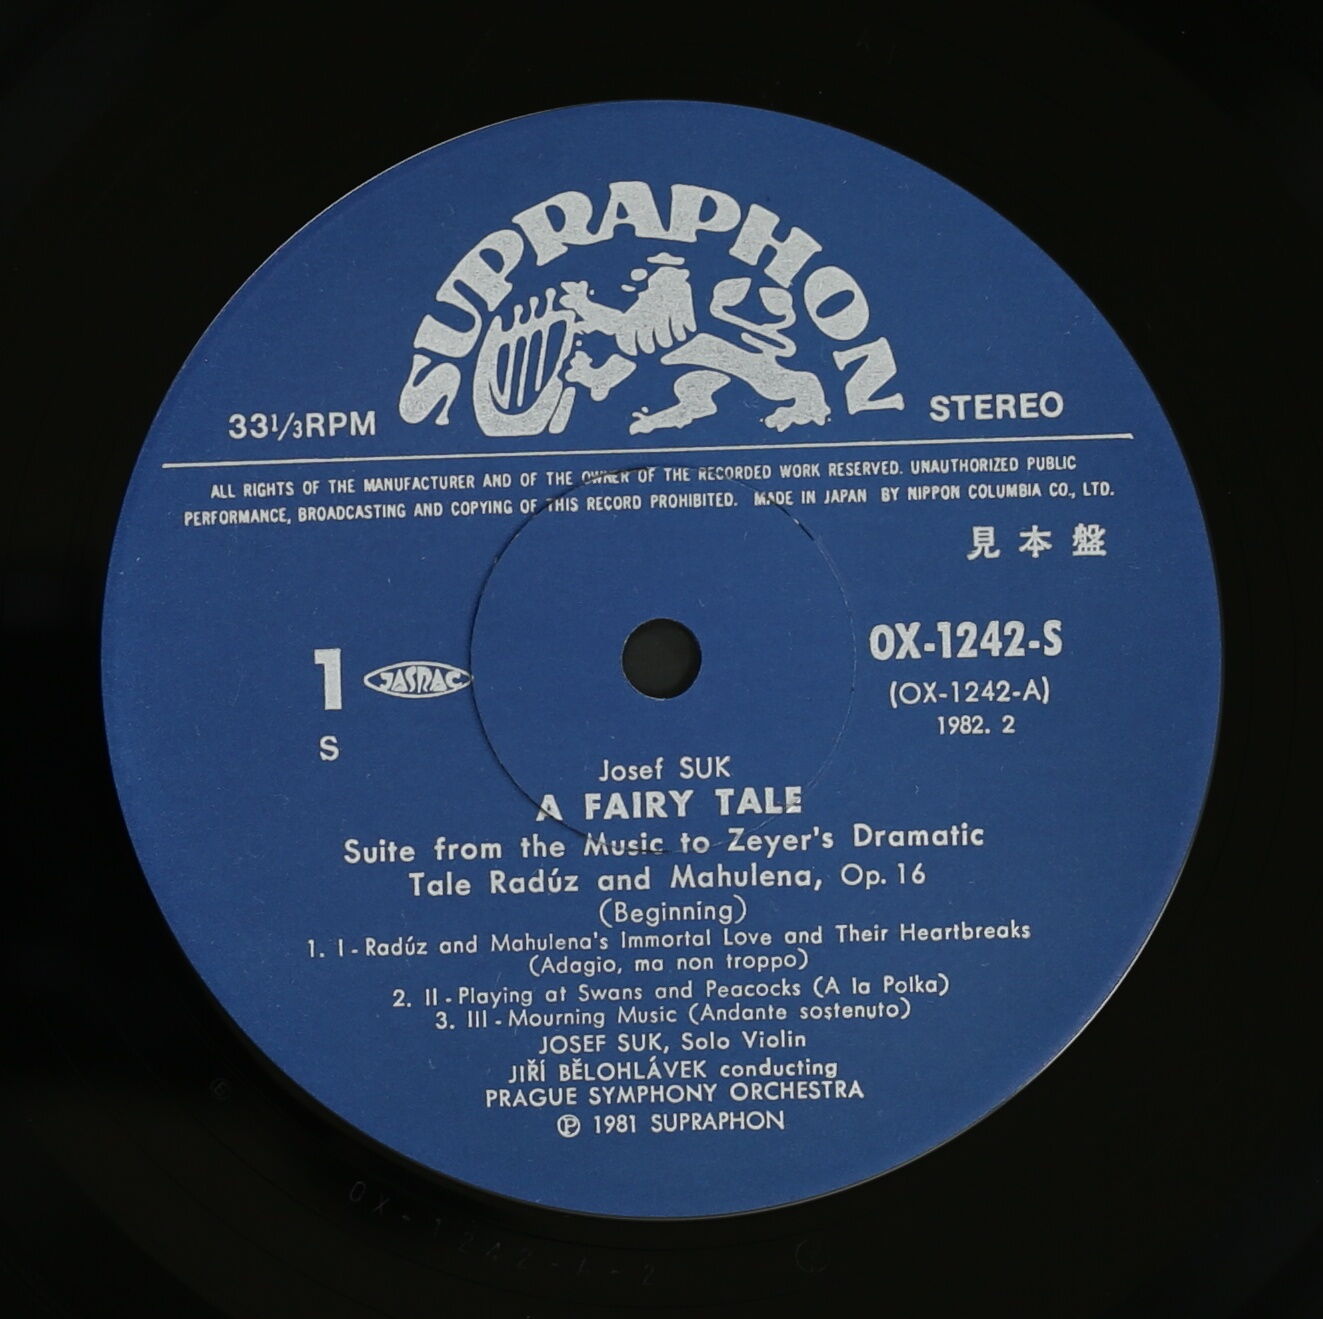 SUPRAPHON
33 1/3 RPM
STEREO
ALL RIGHTS OF THE MANUFACTURER AND OF THE OWNER OF THE RECORDED WORK RESERVED. UNAUTHORIZED PUBLIC
PERFORMANCE, BROADCASTING AND COPYING OF THIS RECORD PROHIBITED. MADE IN JAPAN BY NIPPON COLUMBIA CO., LTD.
見本盤
1 JASRAC
S
OX-1242-S
(OX-1242-A)
1982. 2
Josef SUK
A FAIRY TALE
Suite from the Music to Zeyer's Dramatic
Tale Radúz and Mahulena, Op. 16
(Beginning)
1. I - Radúz and Mahulena's Immortal Love and Their Heartbreaks
(Adagio, ma non troppo)
2. II - Playing at Swans and Peacocks (A la Polka)
3. III - Mourning Music (Andante sostenuto)
JOSEF SUK, Solo Violin
JIŘÍ BĚLOHLÁVEK conducting
PRAGUE SYMPHONY ORCHESTRA
Ⓟ 1981 SUPRAPHON